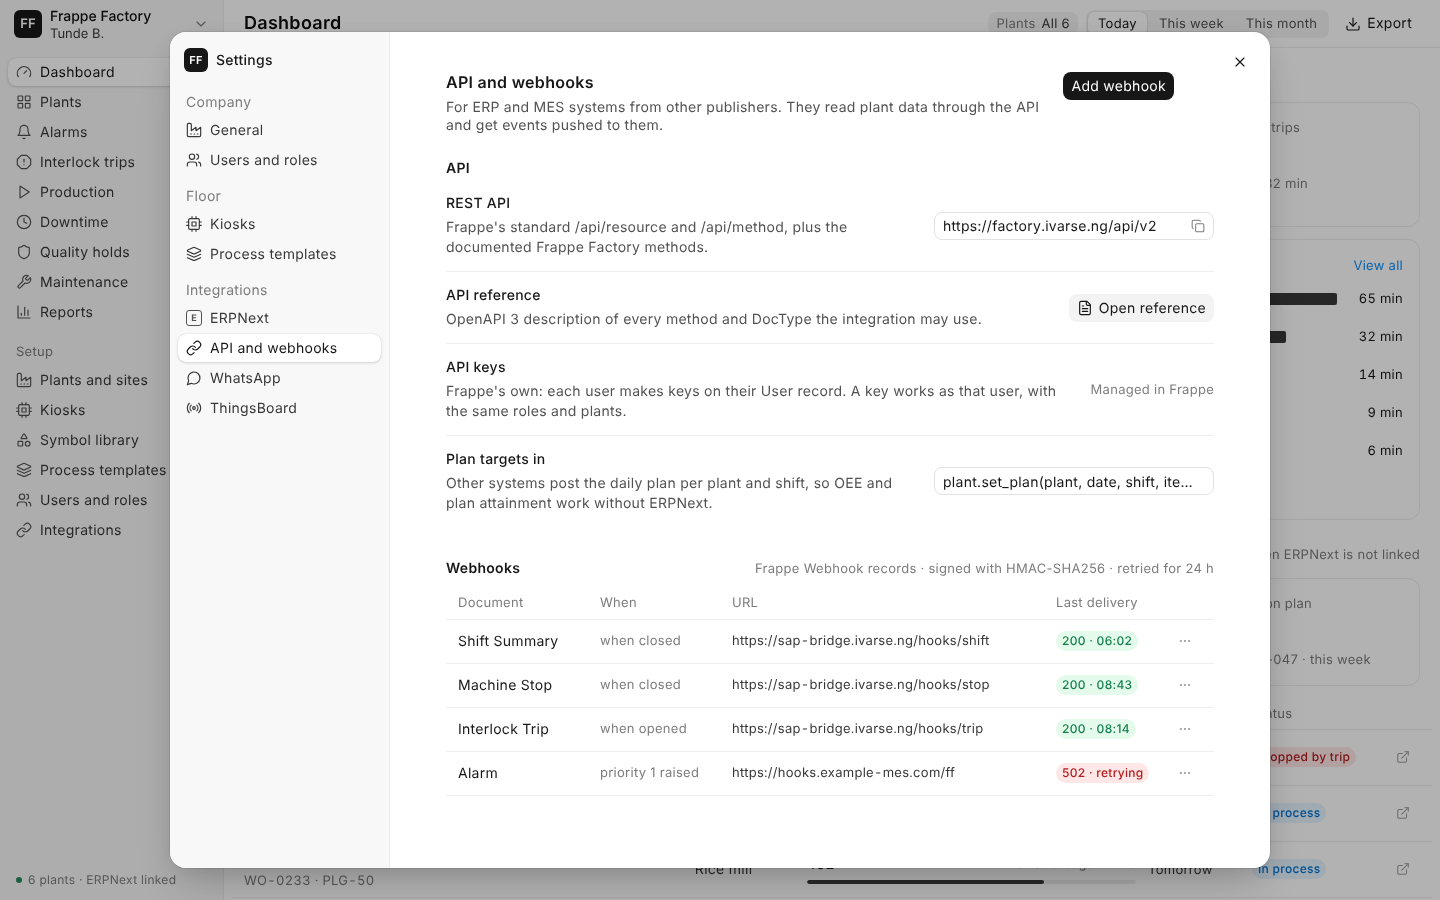 FF
Frappe Factory
Tunde B.
Dashboard
Plants All 6
Today
This week
This month
Export
Dashboard
Plants
Alarms
Interlock trips
Production
Downtime
Quality holds
Maintenance
Reports
Setup
Plants and sites
Kiosks
Symbol library
Process templates
Users and roles
Integrations
6 plants · ERPNext linked
FF
Settings
Company
General
Users and roles
Floor
Kiosks
Process templates
Integrations
E
ERPNext
API and webhooks
WhatsApp
ThingsBoard
API and webhooks
For ERP and MES systems from other publishers. They read plant data through the API
and get events pushed to them.
Add webhook
API
REST API
Frappe's standard /api/resource and /api/method, plus the
documented Frappe Factory methods.
https://factory.ivarse.ng/api/v2
API reference
OpenAPI 3 description of every method and DocType the integration may use.
Open reference
API keys
Frappe's own: each user makes keys on their User record. A key works as that user, with
the same roles and plants.
Managed in Frappe
Plan targets in
Other systems post the daily plan per plant and shift, so OEE and
plan attainment work without ERPNext.
plant.set_plan(plant, date, shift, ite...
Webhooks
Frappe Webhook records · signed with HMAC-SHA256 · retried for 24 h
Document When URL Last delivery
Shift Summary when closed https://sap-bridge.ivarse.ng/hooks/shift 200 · 06:02
Machine Stop when closed https://sap-bridge.ivarse.ng/hooks/stop 200 · 08:43
Interlock Trip when opened https://sap-bridge.ivarse.ng/hooks/trip 200 · 08:14
Alarm priority 1 raised https://hooks.example-mes.com/ff 502 · retrying
trips
32 min
View all
65 min
32 min
14 min
9 min
6 min
ERPNext is not linked
plan
-047 · this week
by trip
process
WO-0233 · PLG-50
Rice mill
Tomorrow
In process